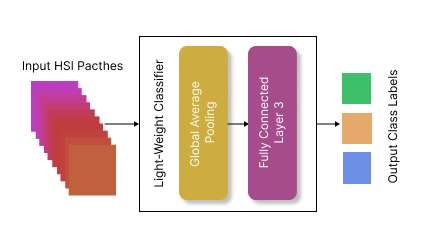 Input HSI Pacthes
Light-Weight Classifier
Global Average
Pooling
Fully Connected
Layer 3
Output Class Labels